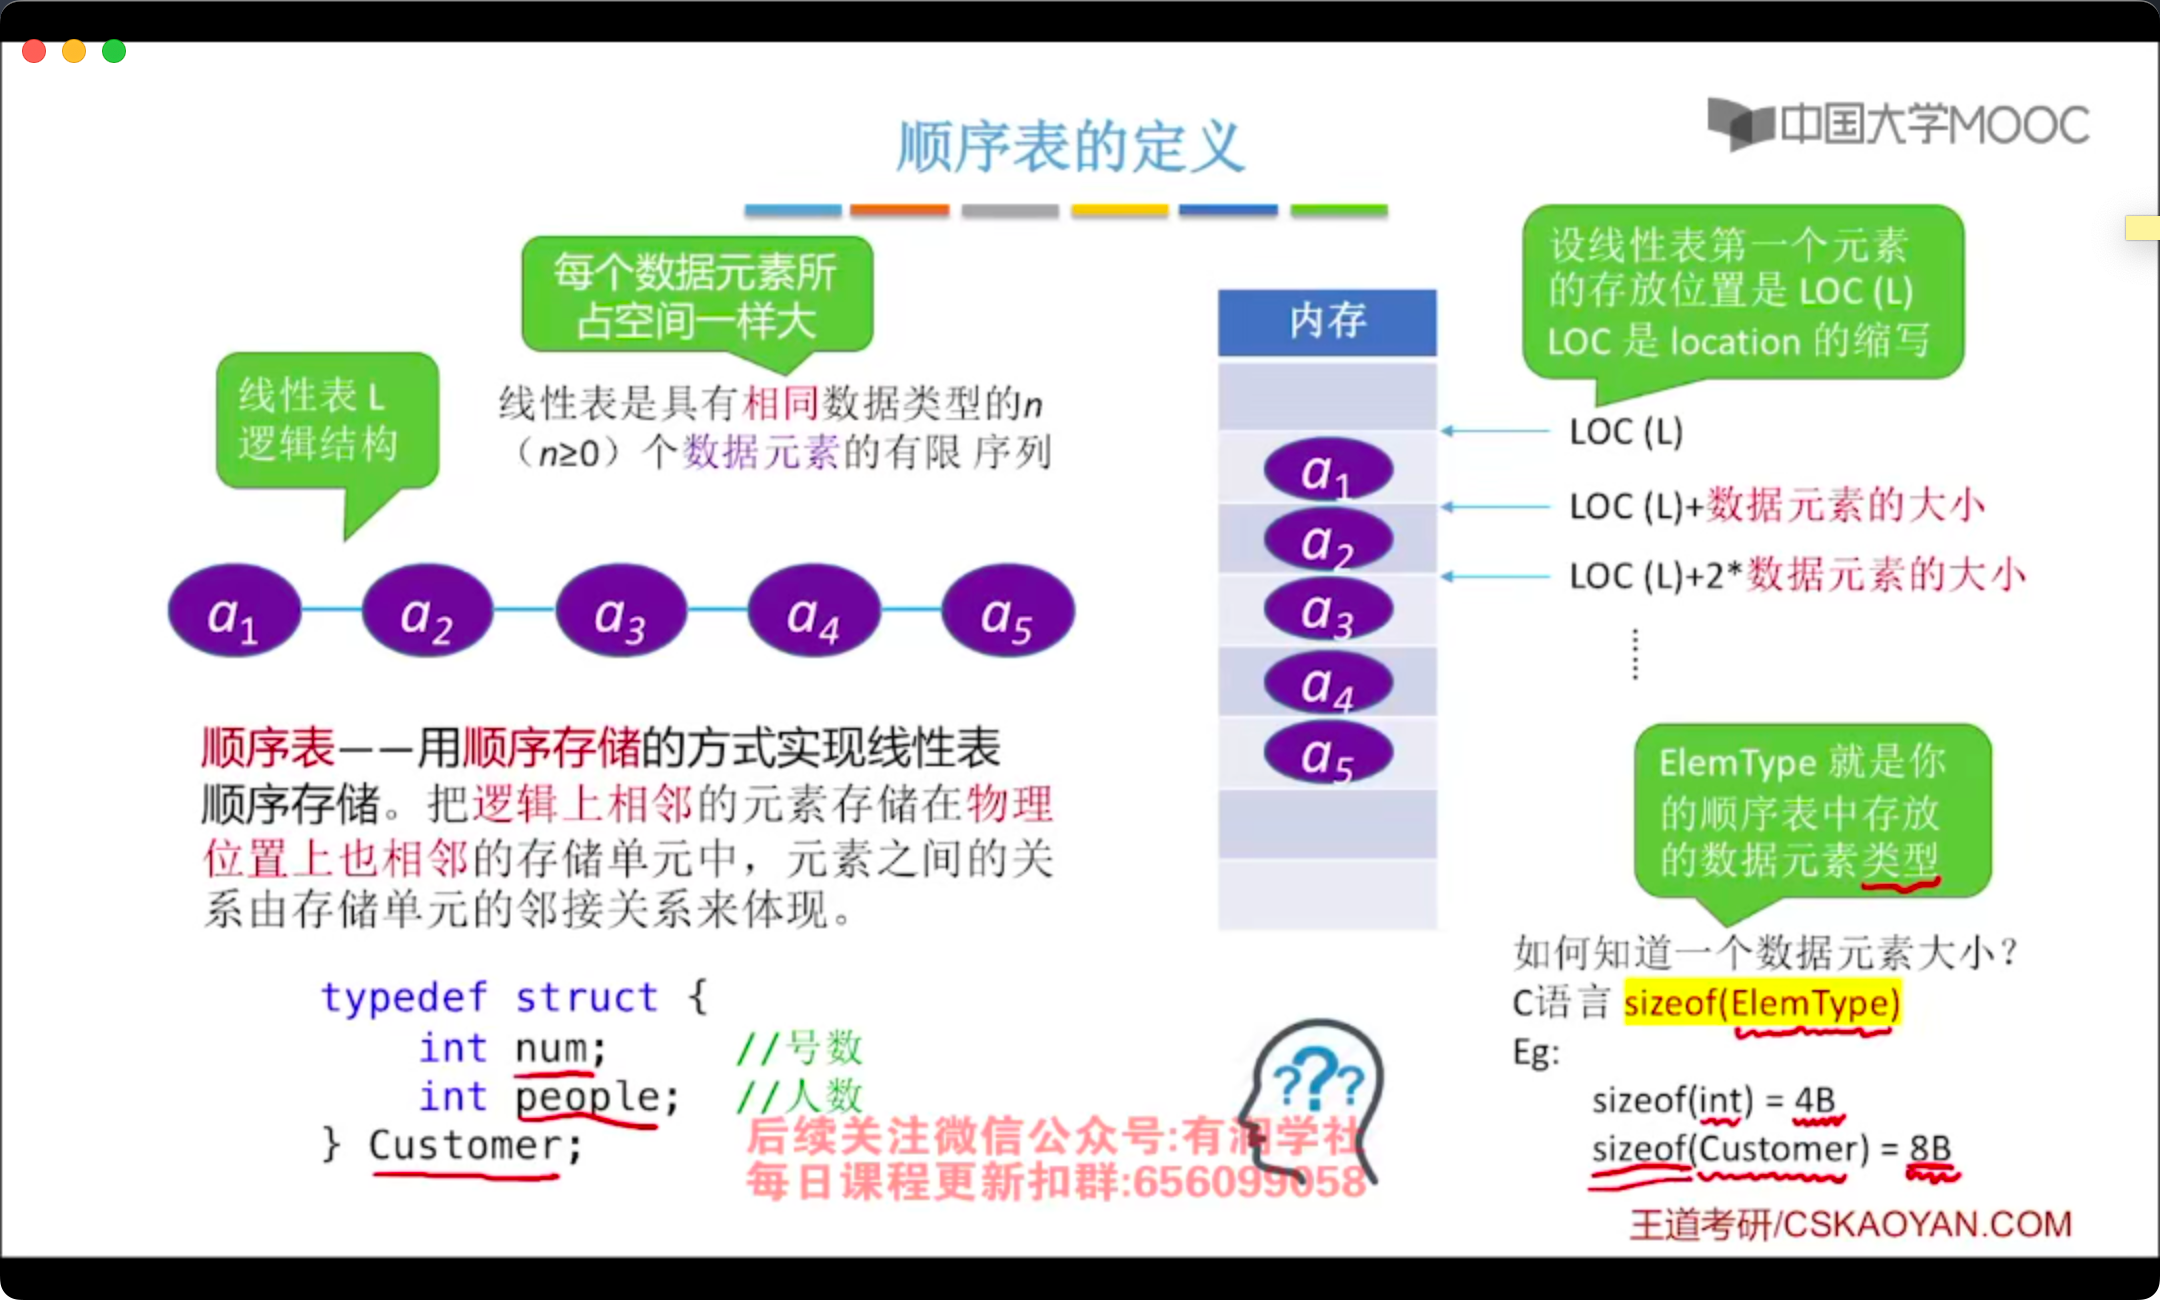 中国大学MOOC
顺序表的定义
每个数据元素所
占空间一样大
线性表 L
逻辑结构
线性表是具有相同数据类型的n
（n≥0）个数据元素的有限 序列
a1
a2
a3
a4
a5
顺序表——用顺序存储的方式实现线性表
顺序存储。把逻辑上相邻的元素存储在物理
位置上也相邻的存储单元中，元素之间的关
系由存储单元的邻接关系来体现。
typedef struct {
int num; //号数
int people; //人数
} Customer;
内存
a1
a2
a3
a4
a5
设线性表第一个元素
的存放位置是 LOC (L)
LOC 是 location 的缩写
LOC (L)
LOC (L)+数据元素的大小
LOC (L)+2*数据元素的大小
ElemType 就是你
的顺序表中存放
的数据元素类型
如何知道一个数据元素大小？
C语言 sizeof(ElemType)
Eg:
sizeof(int) = 4B
sizeof(Customer) = 8B
???
后续关注微信公众号:有润学社
每日课程更新扣群:656099058
王道考研/CSKAOYAN.COM